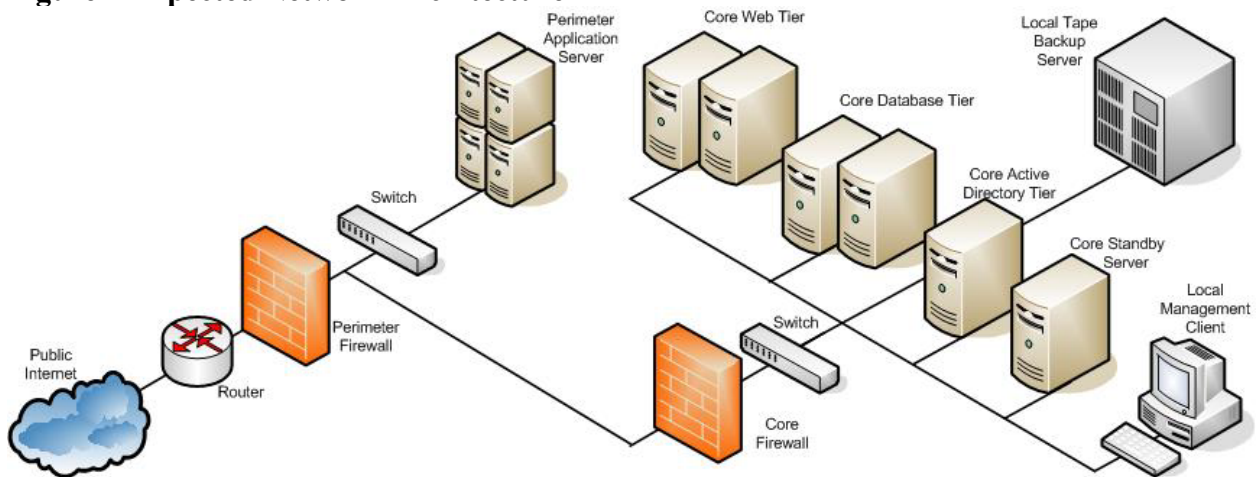 Perimeter
Application
Server
Core Web Tier
Local Tape
Backup
Server
Core Database Tier
Core Active
Directory Tier
Switch
Core Standby
Server
Local
Management
Client
Switch
Perimeter
Firewall
Public
Internet
Router
Core
Firewall